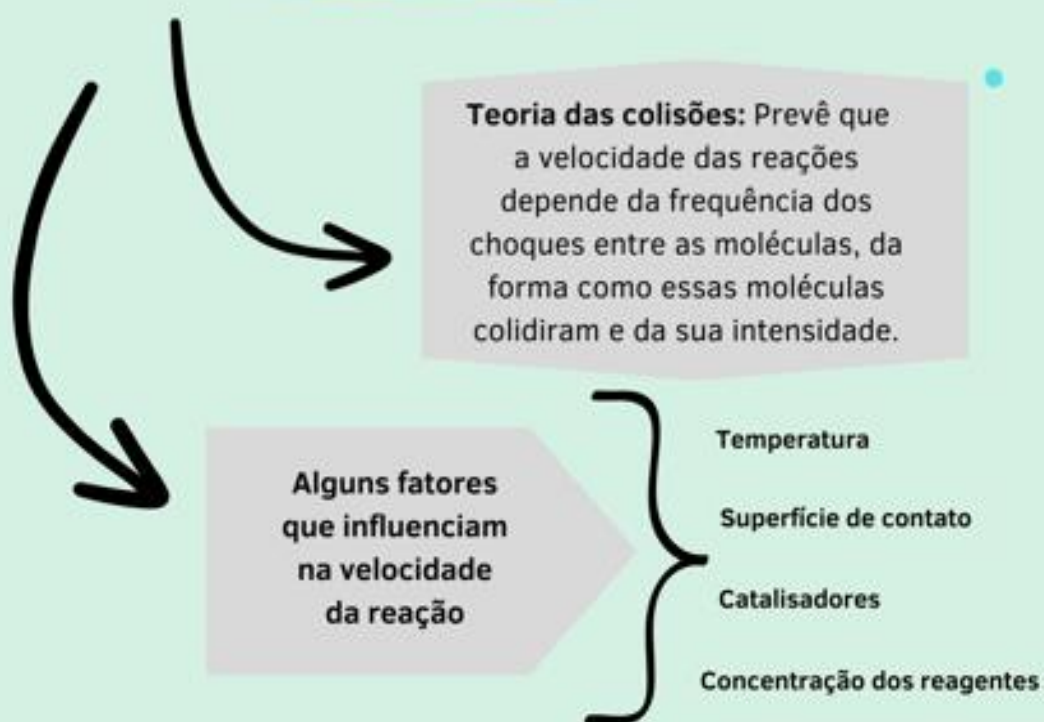 Teoria das colisões: Prevê que
a velocidade das reações
depende da frequência dos
choques entre as moléculas, da
forma como essas moléculas
colidiram e da sua intensidade.
Alguns fatores
que influenciam
na velocidade
da reação
Temperatura
Superfície de contato
Catalisadores
Concentração dos reagentes